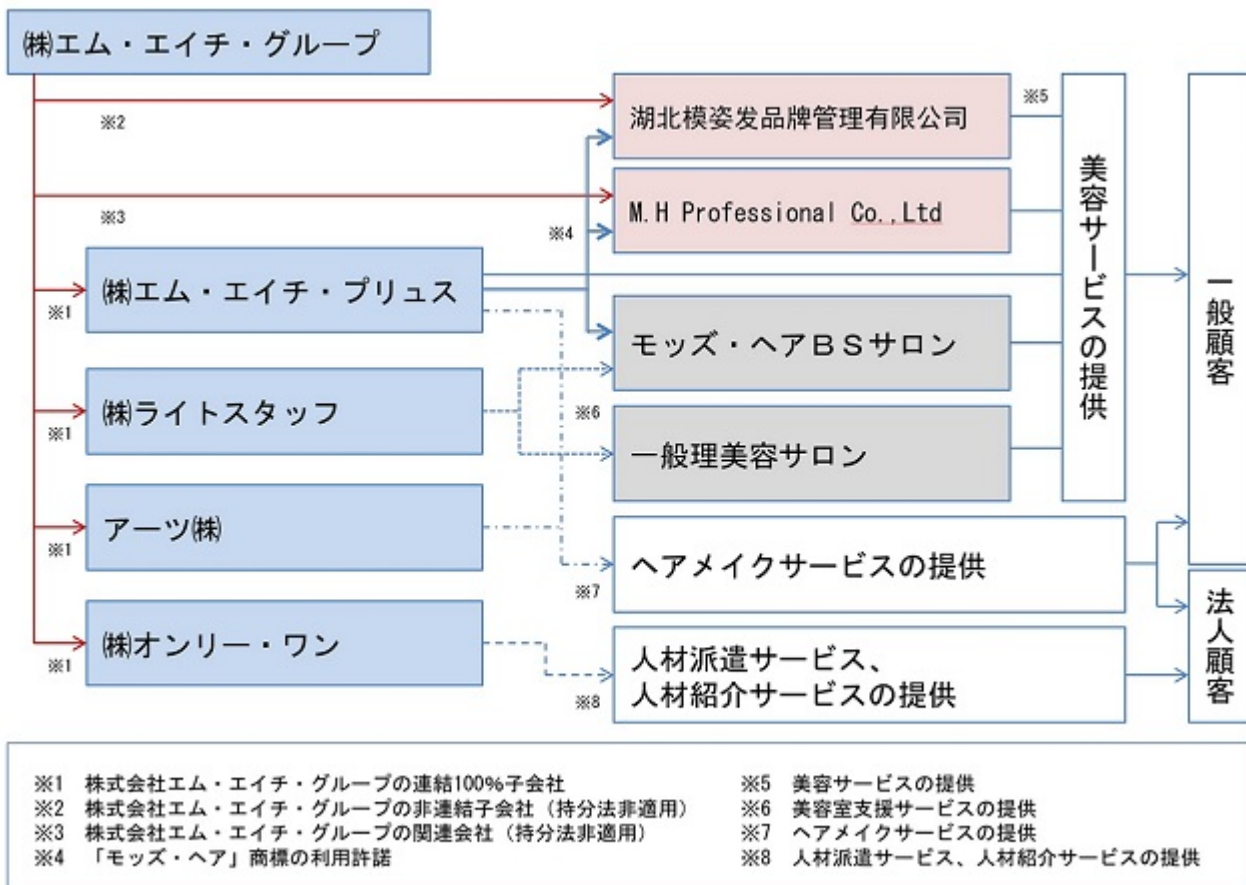 ㈱エム・エイチ・グループ
※2
湖北模姿发品牌管理有限公司
※5
※3
M.H Professional Co.,Ltd
※4
㈱エム・エイチ・プリュス
※1
モッズ・ヘアＢＳサロン
㈱ライトスタッフ
※1
※6
一般理美容サロン
美容サービスの提供
一般顧客
アーツ㈱
※1
ヘアメイクサービスの提供
※7
㈱オンリー・ワン
※1
人材派遣サービス、
人材紹介サービスの提供
※8
法人顧客
※1 株式会社エム・エイチ・グループの連結100%子会社
※2 株式会社エム・エイチ・グループの非連結子会社（持分法非適用）
※3 株式会社エム・エイチ・グループの関連会社（持分法非適用）
※4 「モッズ・ヘア」商標の利用許諾
※5 美容サービスの提供
※6 美容室支援サービスの提供
※7 ヘアメイクサービスの提供
※8 人材派遣サービス、人材紹介サービスの提供